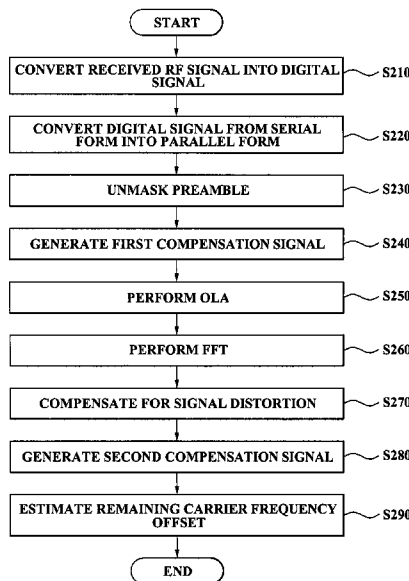 START
CONVERT RECEIVED RF SIGNAL INTO DIGITAL
SIGNAL
S210
CONVERT DIGITAL SIGNAL FROM SERIAL
FORM INTO PARALLEL FORM
S220
UNMASK PREAMBLE
S230
GENERATE FIRST COMPENSATION SIGNAL
S240
PERFORM OLA
S250
PERFORM FFT
S260
COMPENSATE FOR SIGNAL DISTORTION
S270
GENERATE SECOND COMPENSATION SIGNAL
S280
ESTIMATE REMAINING CARRIER FREQUENCY
OFFSET
S290
END